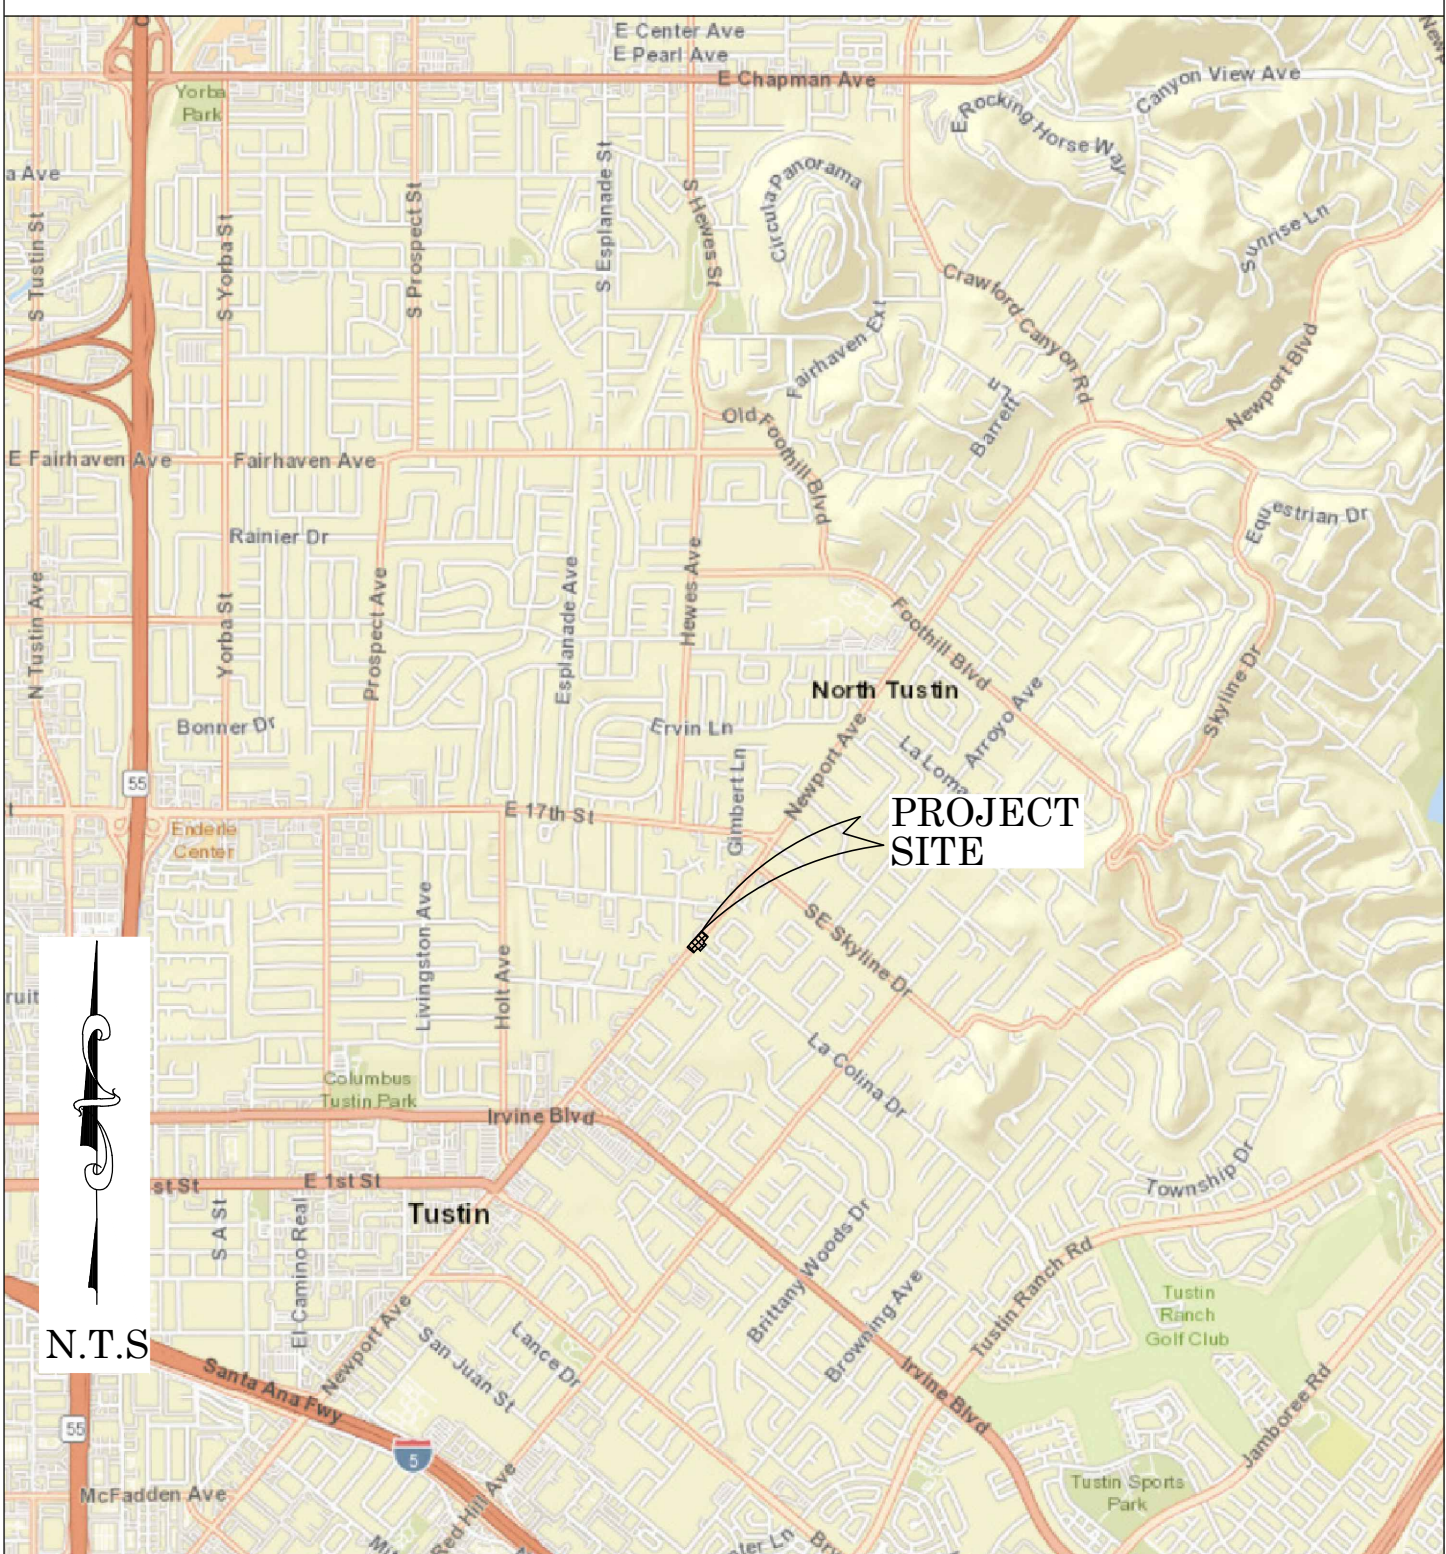 E Center Ave
E Pearl Ave
E Chapman Ave
Canyon View Ave
Yorba
Park
E Rocking Horse Way
a Ave
Circula Panorama
S Tustin St
S Yorba St
S Prospect St
S Esplanade St
S Hewes St
Sunrise Ln
Crawford Canyon Rd
Fairhaven Ext
Newport Blvd
Barrett Ln
Old Foothill Blvd
E Fairhaven Ave
Fairhaven Ave
Equestrian Dr
Rainier Dr
N Tustin Ave
Yorba St
Prospect Ave
Esplanade Ave
Hewes Ave
Foothill Blvd
North Tustin
Arroyo Ave
Skyline Dr
Bonner Dr
Ervin Ln
Newport Ave
La Loma
Gimbert Ln
55
E 17th St
PROJECT
SITE
Enderle
Center
Livingston Ave
Holt Ave
SE Skyline Dr
ruit
La Colina Dr
Columbus
Tustin Park
Irvine Blvd
E 1st St
st St
Township Dr
Tustin
S A St
El Camino Real
Brittany Woods Dr
Tustin Ranch Rd
Browning Ave
Tustin
Ranch
Golf Club
N.T.S
Newport Ave
San Juan St
Lance Dr
Santa Ana Fwy
Irvine Blvd
Jamboree Rd
55
5
McFadden Ave
Red Hill Ave
Tustin Sports
Park
ter Ln
Bry